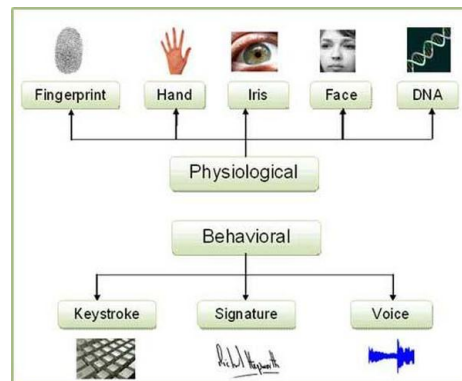 Fingerprint
Hand
Iris
Face
DNA
Physiological
Behavioral
Keystroke
Signature
Voice